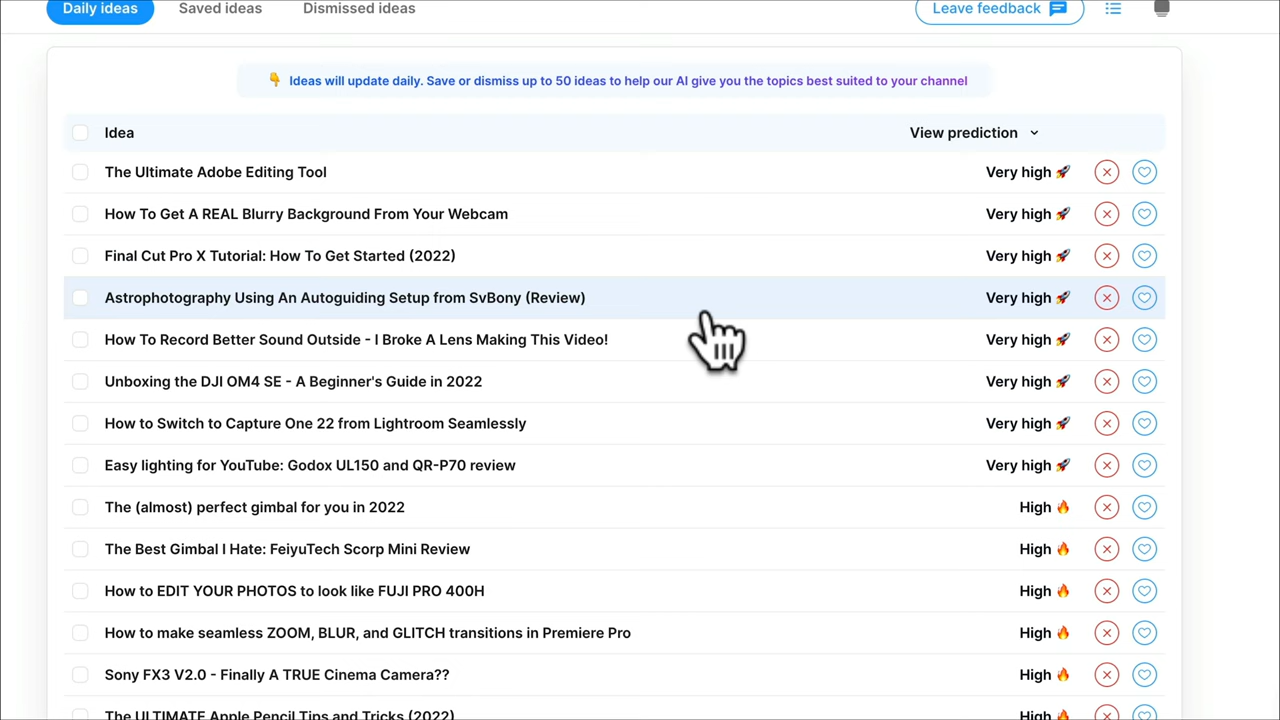 Daily ideas
Saved ideas
Dismissed ideas
Leave feedback
👇 Ideas will update daily. Save or dismiss up to 50 ideas to help our AI give you the topics best suited to your channel
Idea View prediction
The Ultimate Adobe Editing Tool Very high 🚀
How To Get A REAL Blurry Background From Your Webcam Very high 🚀
Final Cut Pro X Tutorial: How To Get Started (2022) Very high 🚀
Astrophotography Using An Autoguiding Setup from SvBony (Review) Very high 🚀
How To Record Better Sound Outside - I Broke A Lens Making This Video! Very high 🚀
Unboxing the DJI OM4 SE - A Beginner's Guide in 2022 Very high 🚀
How to Switch to Capture One 22 from Lightroom Seamlessly Very high 🚀
Easy lighting for YouTube: Godox UL150 and QR-P70 review Very high 🚀
The (almost) perfect gimbal for you in 2022 High 🔥
The Best Gimbal I Hate: FeiyuTech Scorp Mini Review High 🔥
How to EDIT YOUR PHOTOS to look like FUJI PRO 400H High 🔥
How to make seamless ZOOM, BLUR, and GLITCH transitions in Premiere Pro High 🔥
Sony FX3 V2.0 - Finally A TRUE Cinema Camera?? High 🔥
The ULTIMATE Apple Pencil Tips and Tricks (2022) High 🔥